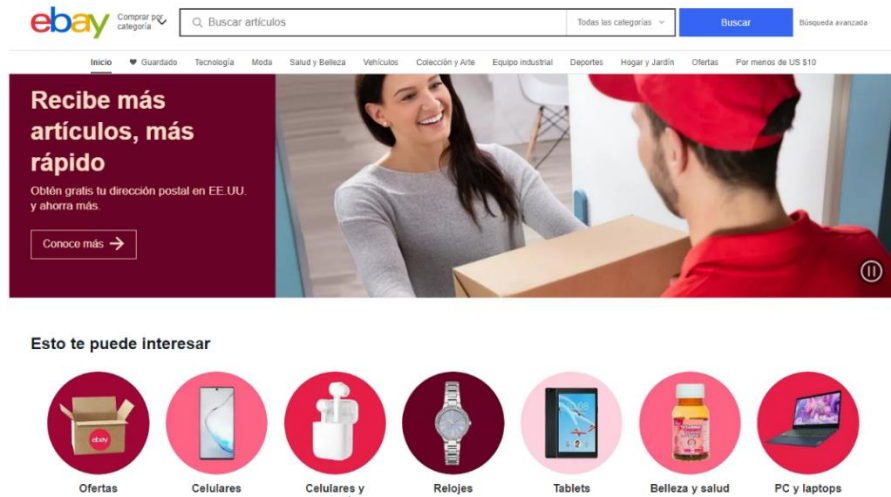 ebay
Comprar por
categoría
Buscar artículos
Todas las categorías
Buscar
Búsqueda avanzada
Inicio
Guardado
Tecnología
Moda
Salud y Belleza
Vehículos
Colección y Arte
Equipo industrial
Deportes
Hogar y Jardín
Ofertas
Por menos de US $10
Recibe más
artículos, más
rápido
Obtén gratis tu dirección postal en EE.UU.
y ahorra más.
Conoce más
Esto te puede interesar
ebay
Ofertas
Celulares
Celulares y
Relojes
Tablets
Belleza y salud
PC y laptops